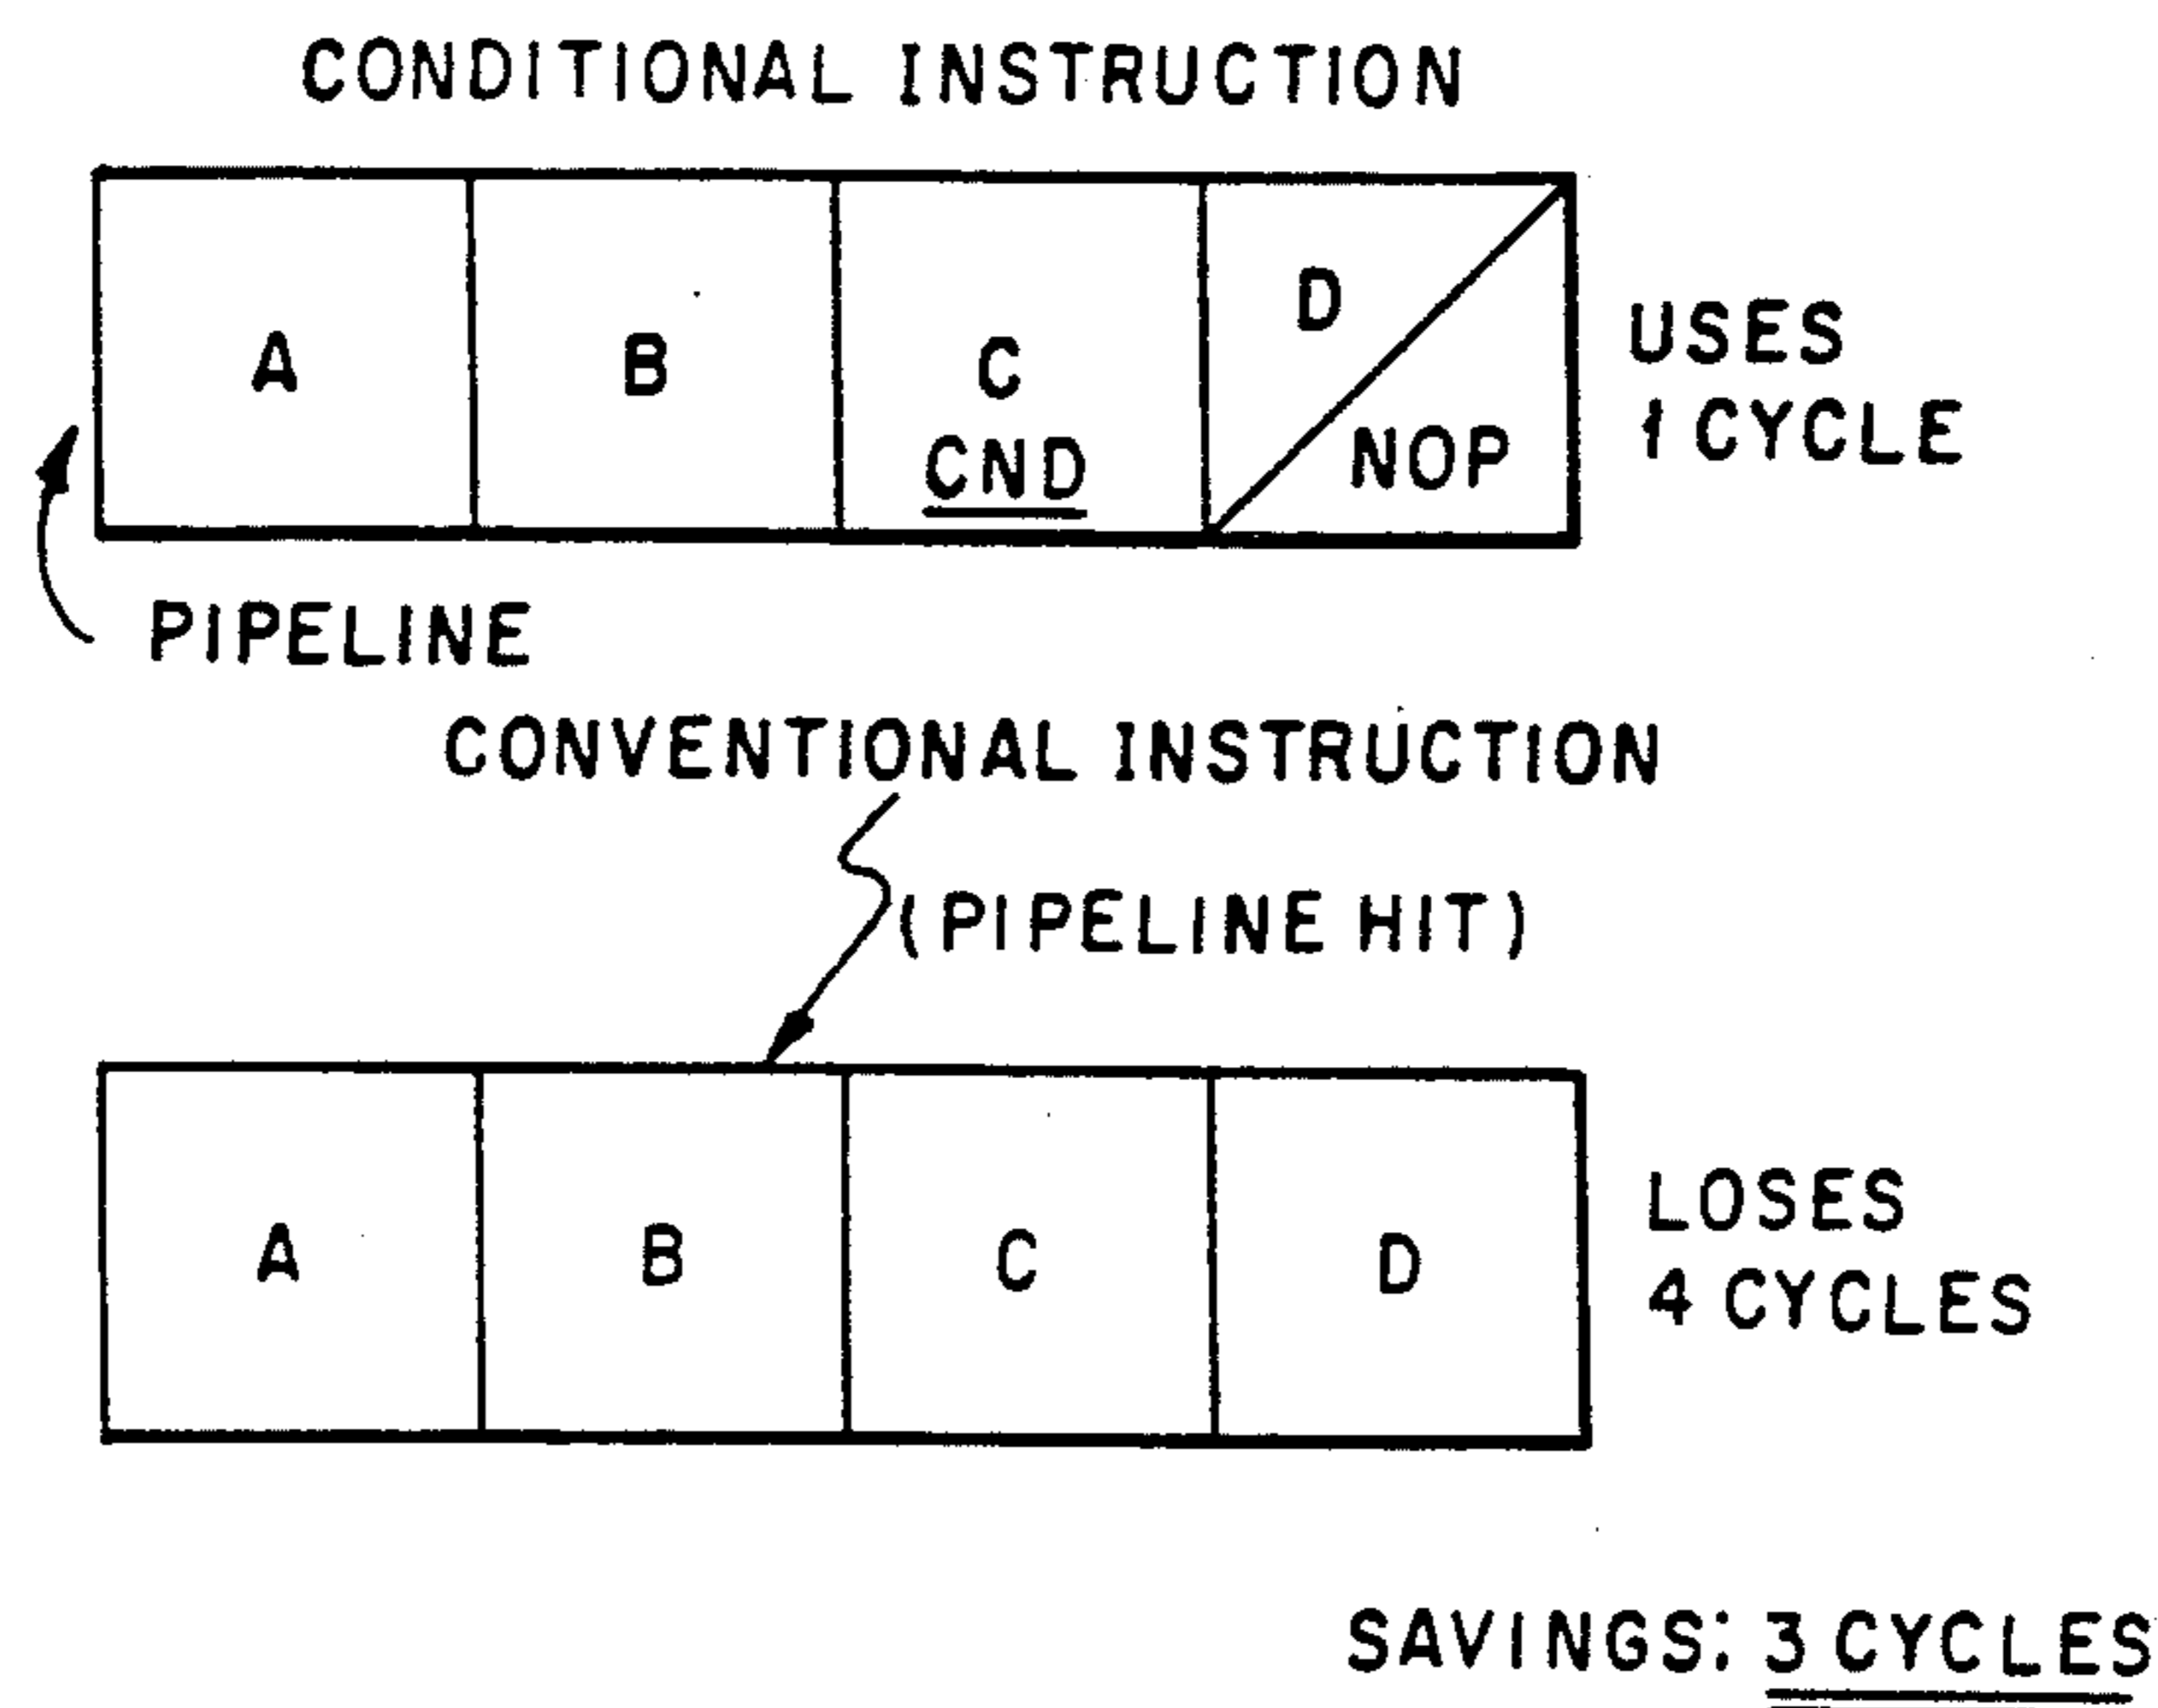 CONDITIONAL INSTRUCTION
A
B
C
CND
D
NOP
USES
1 CYCLE
PIPELINE
CONVENTIONAL INSTRUCTION
(PIPELINE HIT)
A
B
C
D
LOSES
4 CYCLES
SAVINGS: 3 CYCLES